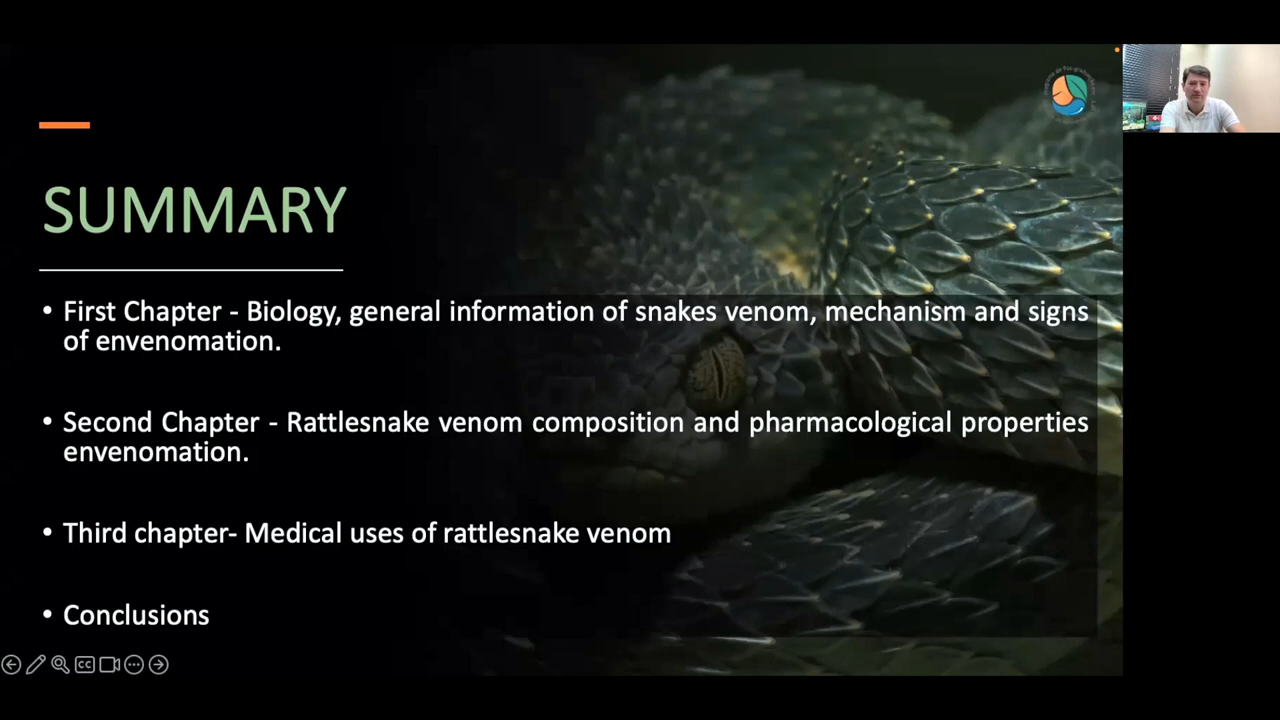 SUMMARY
• First Chapter - Biology, general information of snakes venom, mechanism and signs
of envenomation.
• Second Chapter - Rattlesnake venom composition and pharmacological properties
envenomation.
• Third chapter- Medical uses of rattlesnake venom
• Conclusions
CC